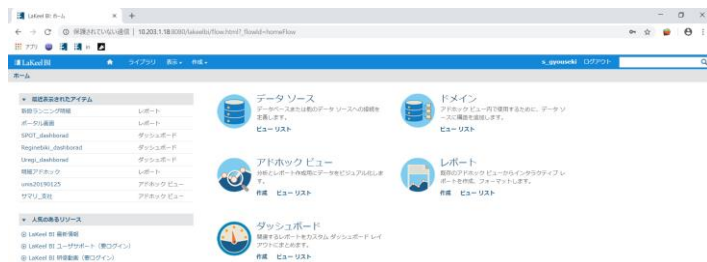 LaKeel BI: ホーム
保護されていない通信 | 10.203.1.18:8080/lakeelbi/flow.html?_flowId=homeFlow
アプリ
LaKeel BI ライブラリ 表示 作成 a_gyouseki ログアウト
ホーム
最近表示されたアイテム
レポート
ポータル画面 レポート
SPOT_dashborad ダッシュボード
Reginebiki_dashborad ダッシュボード
Uregi_dashborad ダッシュボード
明細アドホック レポート
アドホック ビュー
サマリ_支社 アドホック ビュー
人気のあるリソース
LaKeel BI 最新情報
LaKeel BI ユーザサポート（要ログイン）
LaKeel BI 研修動画（要ログイン）
データ ソース
データベースまたは他のデータ ソースへの接続を
定義します。
ビュー リスト
ドメイン
アドホック ビュー内で使用するために、データ ソ
ースに構造を追加します。
ビュー リスト
アドホック ビュー
分析とレポート作成用にデータをビジュアル化しま
す。
作成 ビュー リスト
レポート
既存のアドホック ビューからインタラクティブ レ
ポートを作成、フォーマットします。
作成 ビュー リスト
ダッシュボード
関連するレポートをカスタム ダッシュボード レイ
アウトにまとめます。
作成 ビュー リスト